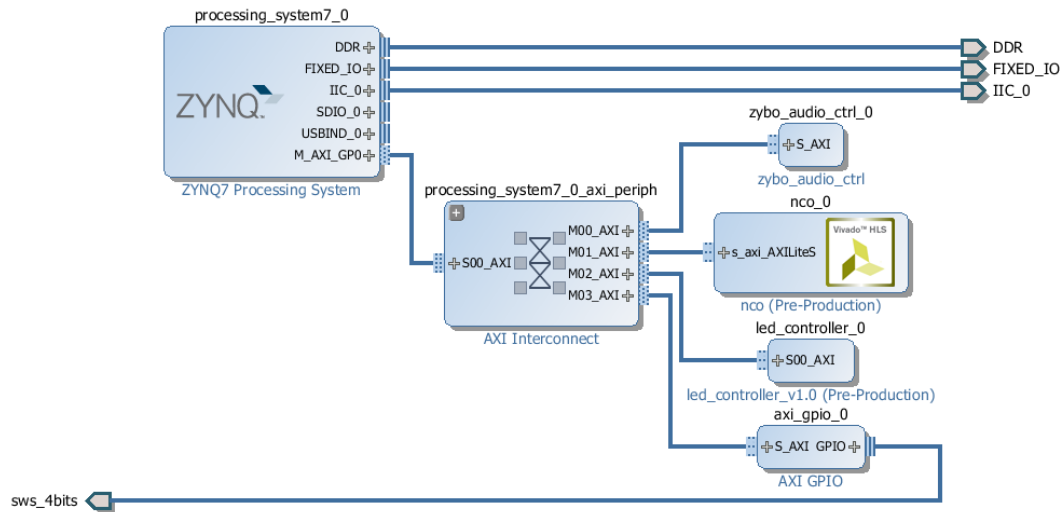 processing_system7_0
DDR
FIXED_IO
IIC_0
SDIO_0
USBIND_0
M_AXI_GP0
ZYNQ
ZYNQ7 Processing System
DDR
FIXED_IO
IIC_0
zybo_audio_ctrl_0
S_AXI
zybo_audio_ctrl
processing_system7_0_axi_periph
S00_AXI
M00_AXI
M01_AXI
M02_AXI
M03_AXI
AXI Interconnect
nco_0
s_axi_AXILiteS
Vivado™ HLS
nco (Pre-Production)
led_controller_0
S00_AXI
led_controller_v1.0 (Pre-Production)
axi_gpio_0
S_AXI GPIO
AXI GPIO
sws_4bits